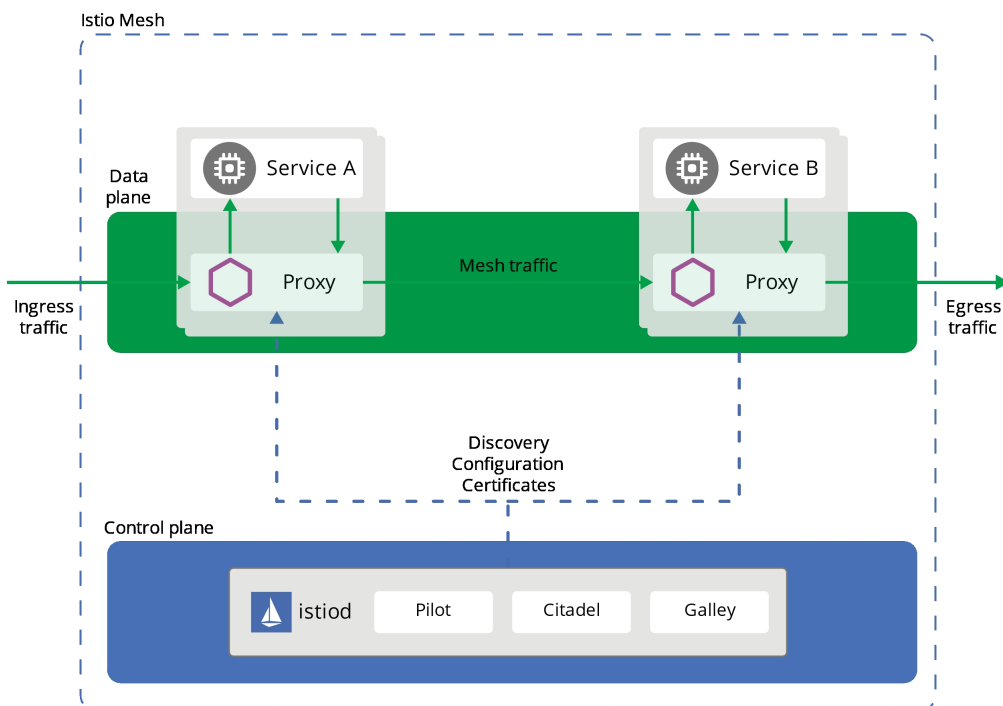 Istio Mesh
Data
plane
Service A
Service B
Proxy
Mesh traffic
Proxy
Ingress
traffic
Egress
traffic
Discovery
Configuration
Certificates
Control plane
istiod
Pilot
Citadel
Galley